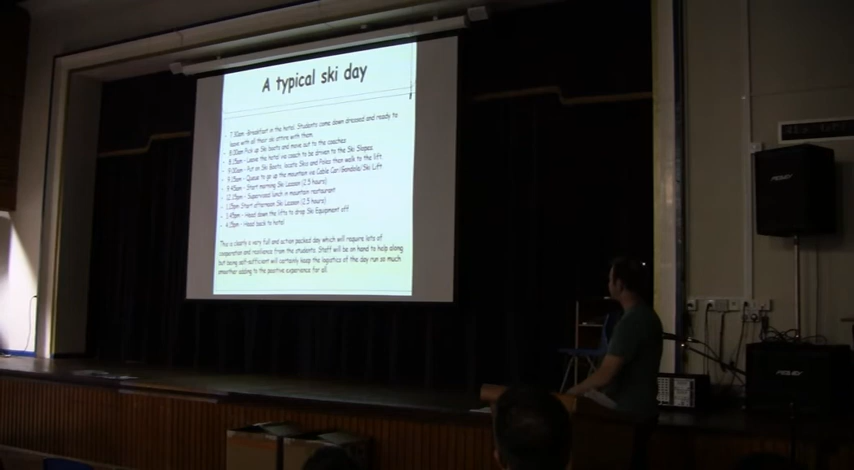 A typical ski day
- 7.30am -Breakfast in the hotel. Students come down dressed and ready to
leave with all their ski attire with them.
- 8:00am Pick up Ski boots and move out to the coaches
- 8:15am - Leave the hotel via coach to be driven to the Ski Slopes
- 9:00am - Put on Ski Boots, locate Skis and Poles then walk to the lift.
- 9:15am - Queue to go up the mountain via Cable Car/Gondola/Ski Lift
- 9:45am - Start morning Ski Lesson (2.5 hours)
- 12.15pm - Supervised lunch in mountain restaurant
- 1.05pm Start afternoon Ski Lesson (2.5 hours)
- 3.45pm - Head down the lifts to drop Ski Equipment off
- 4.15pm - Head back to hotel
This is clearly a very full and action packed day which will require lots of
cooperation and resilience from the students. Staff will be on hand to help along
but being self-sufficient will certainly keep the logistics of the day run so much
smoother adding to the positive experience for all.
PEAVEY
PEAVEY